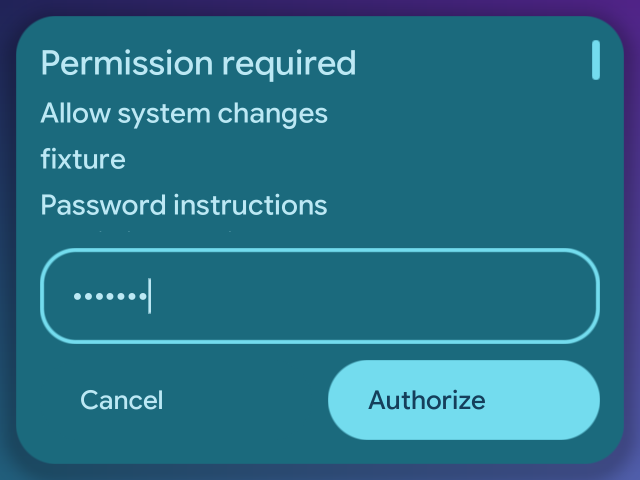 Permission required
Allow system changes
fixture
Password instructions
•••••••
Cancel
Authorize